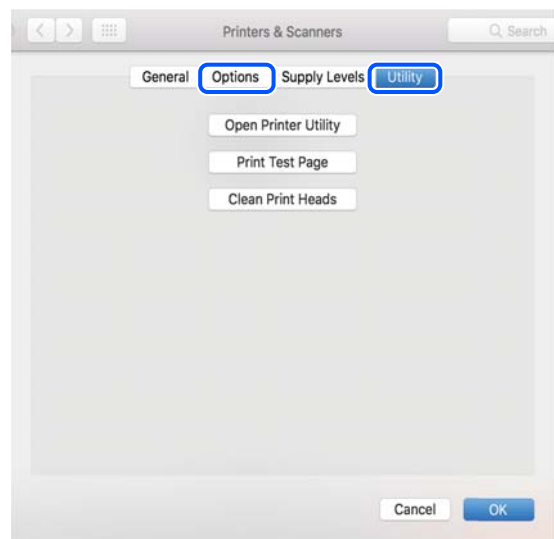 Printers & Scanners
Search
General Options Supply Levels Utility
Open Printer Utility
Print Test Page
Clean Print Heads
Cancel OK